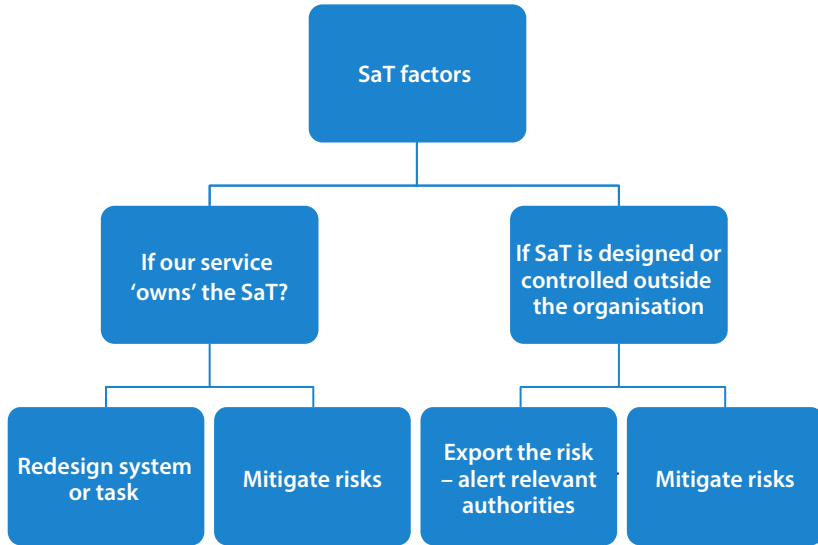 SaT factors
If our service
‘owns’ the SaT?
If SaT is designed or
controlled outside
the organisation
Redesign system
or task
Mitigate risks
Export the risk
– alert relevant
authorities
Mitigate risks